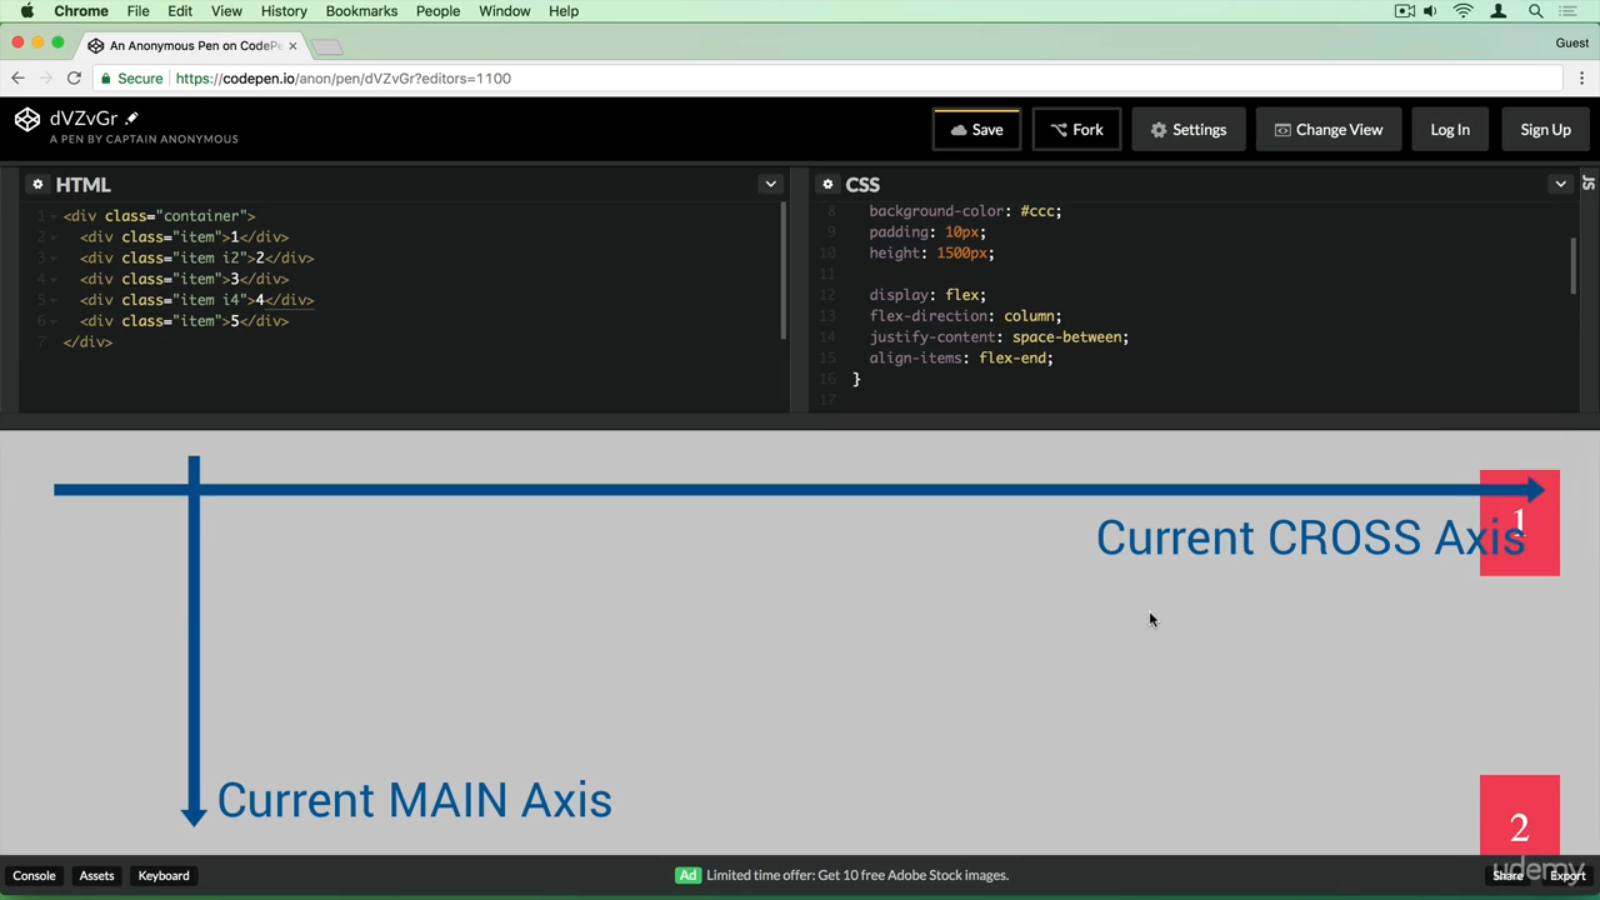 Chrome File Edit View History Bookmarks People Window Help
An Anonymous Pen on CodePe
Guest
Secure https://codepen.io/anon/pen/dVZvGr?editors=1100
dVZvGr
A PEN BY CAPTAIN ANONYMOUS
Save Fork Settings Change View Log In Sign Up
HTML
1 <div class="container">
2 <div class="item">1</div>
3 <div class="item i2">2</div>
4 <div class="item">3</div>
5 <div class="item i4">4</div>
6 <div class="item">5</div>
7 </div>
CSS
JS
8 background-color: #ccc;
9 padding: 10px;
10 height: 1500px;
11
12 display: flex;
13 flex-direction: column;
14 justify-content: space-between;
15 align-items: flex-end;
16 }
17
1
Current CROSS Axis
Current MAIN Axis
2
Console Assets Keyboard
Ad Limited time offer: Get 10 free Adobe Stock images.
Share Export
udemy